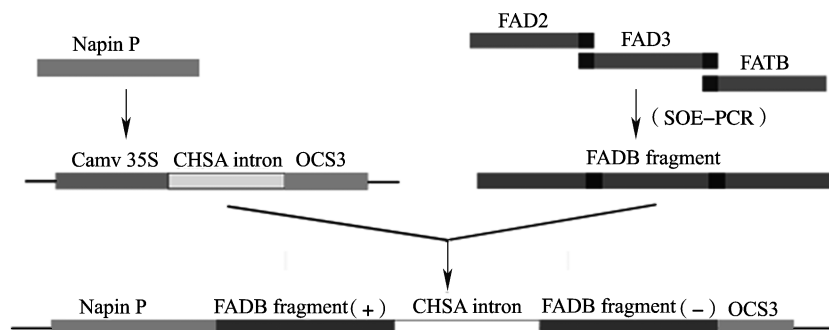 FAD2
Napin P
FAD3
FATB
(SOE-PCR)
Camv 35S CHSA intron OCS3
FADB fragment
Napin P FADB fragment(+) CHSA intron FADB fragment(-) OCS3